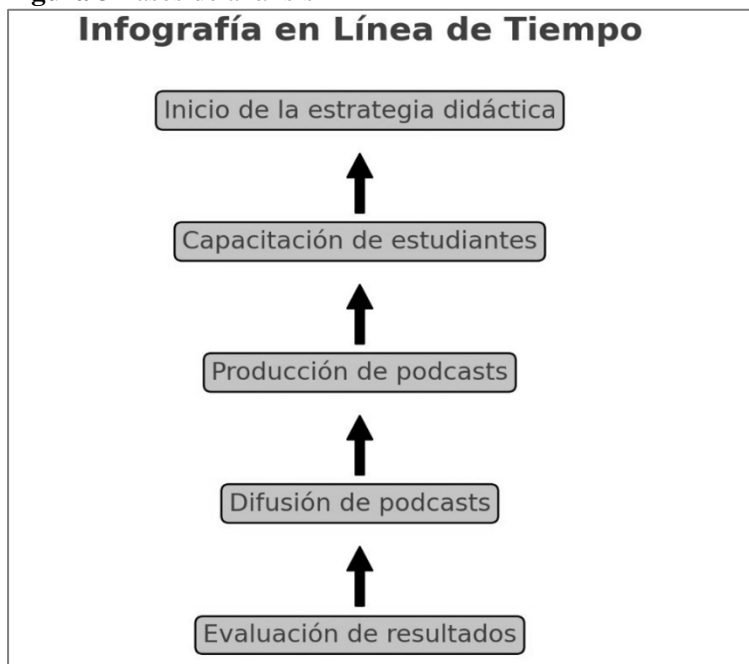 Infografía en Línea de Tiempo
Inicio de la estrategia didáctica
Capacitación de estudiantes
Producción de podcasts
Difusión de podcasts
Evaluación de resultados